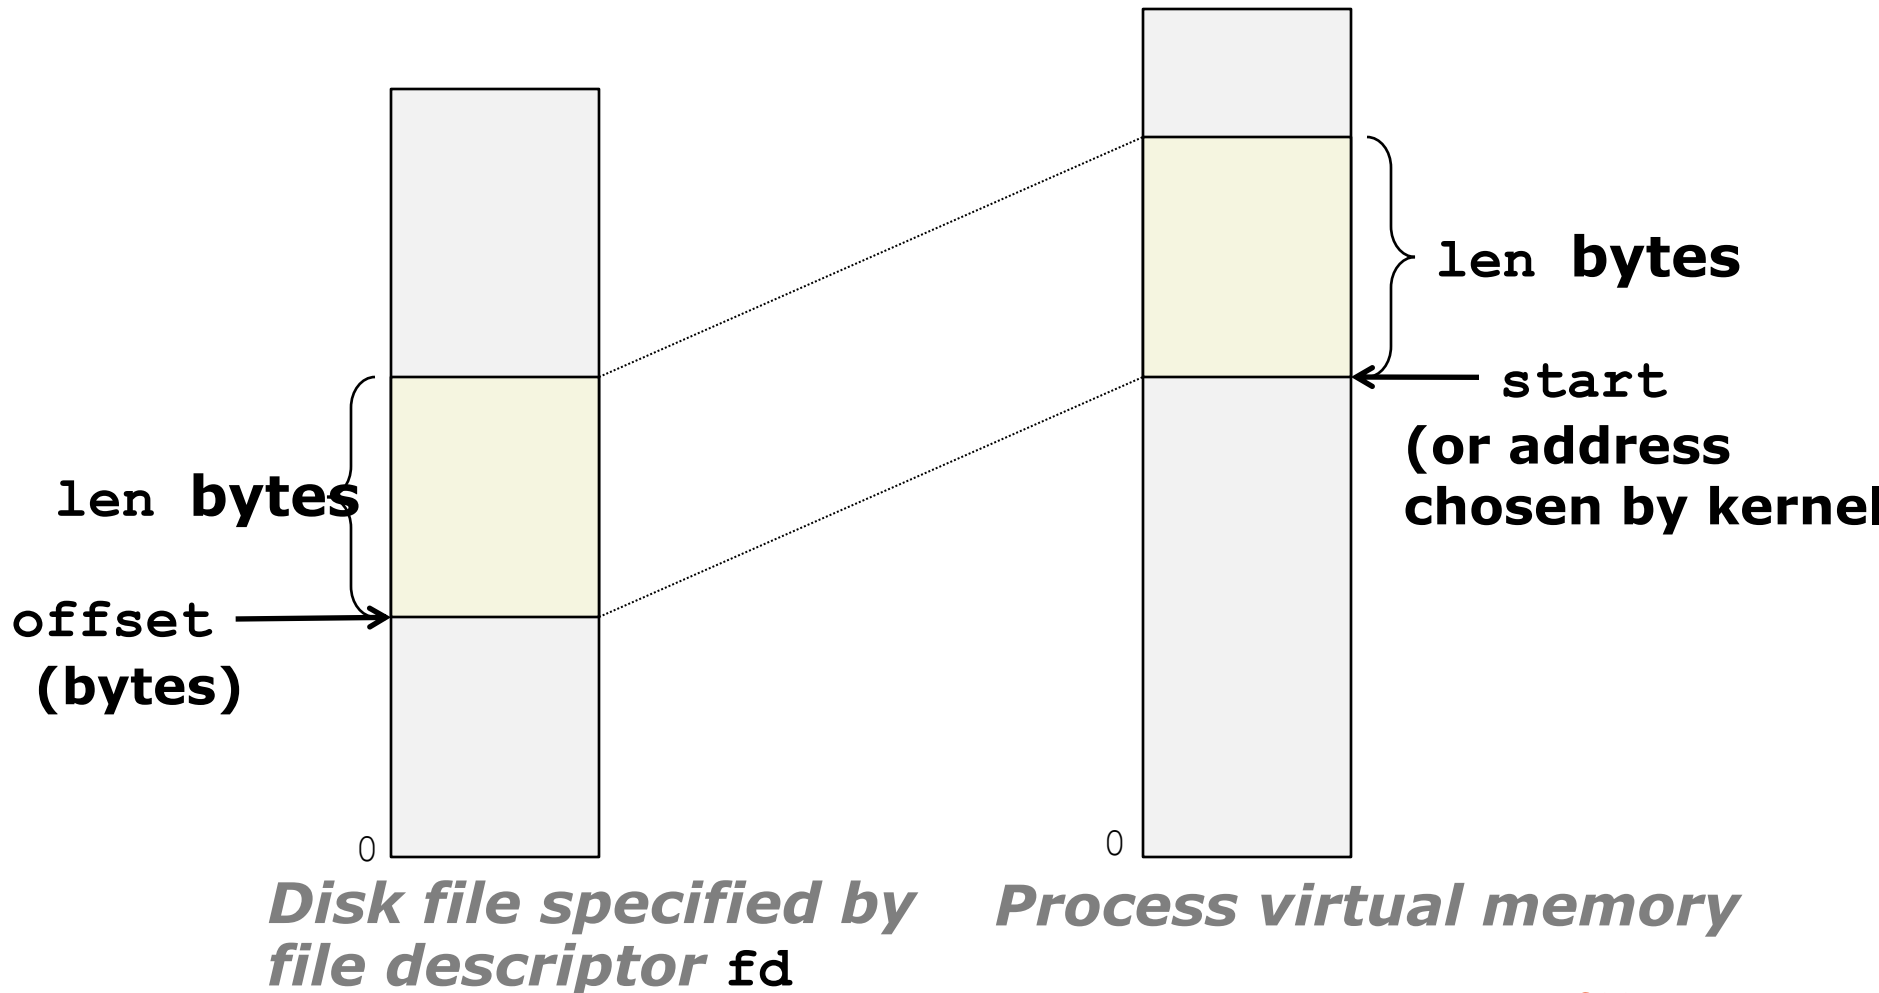 len bytes
start
(or address
chosen by kernel
len bytes
offset
(bytes)
0
0
Disk file specified by
file descriptor fd
Process virtual memory